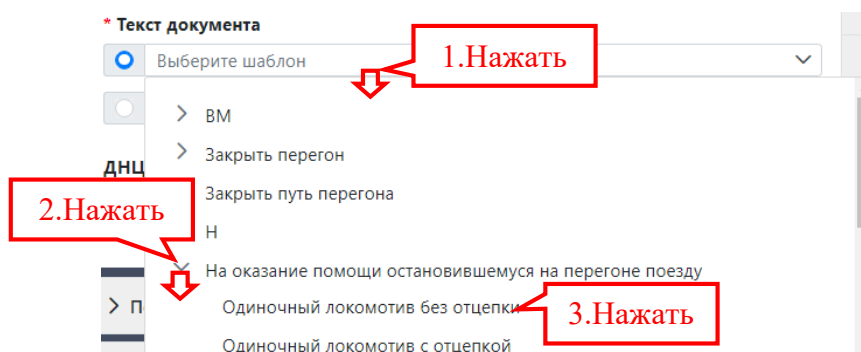 * Текст документа
Выберите шаблон
1.Нажать
ВМ
Закрыть перегон
ДНЦ
Закрыть путь перегона
2.Нажать
Н
На оказание помощи остановившемуся на перегоне поезду
Одиночный локомотив без отцепки
3.Нажать
Одиночный локомотив с отцепкой